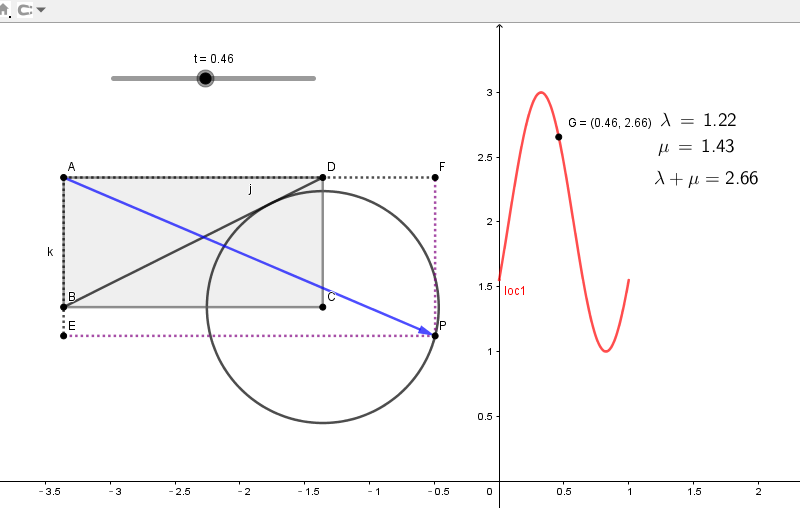 t = 0.46
3
G = (0.46, 2.66)
λ = 1.22
μ = 1.43
2.5
A
D
F
λ + μ = 2.66
j
2
k
B
C
1.5
loc1
E
P
1
0.5
-3.5 -3 -2.5 -2 -1.5 -1 -0.5 0 0.5 1 1.5 2